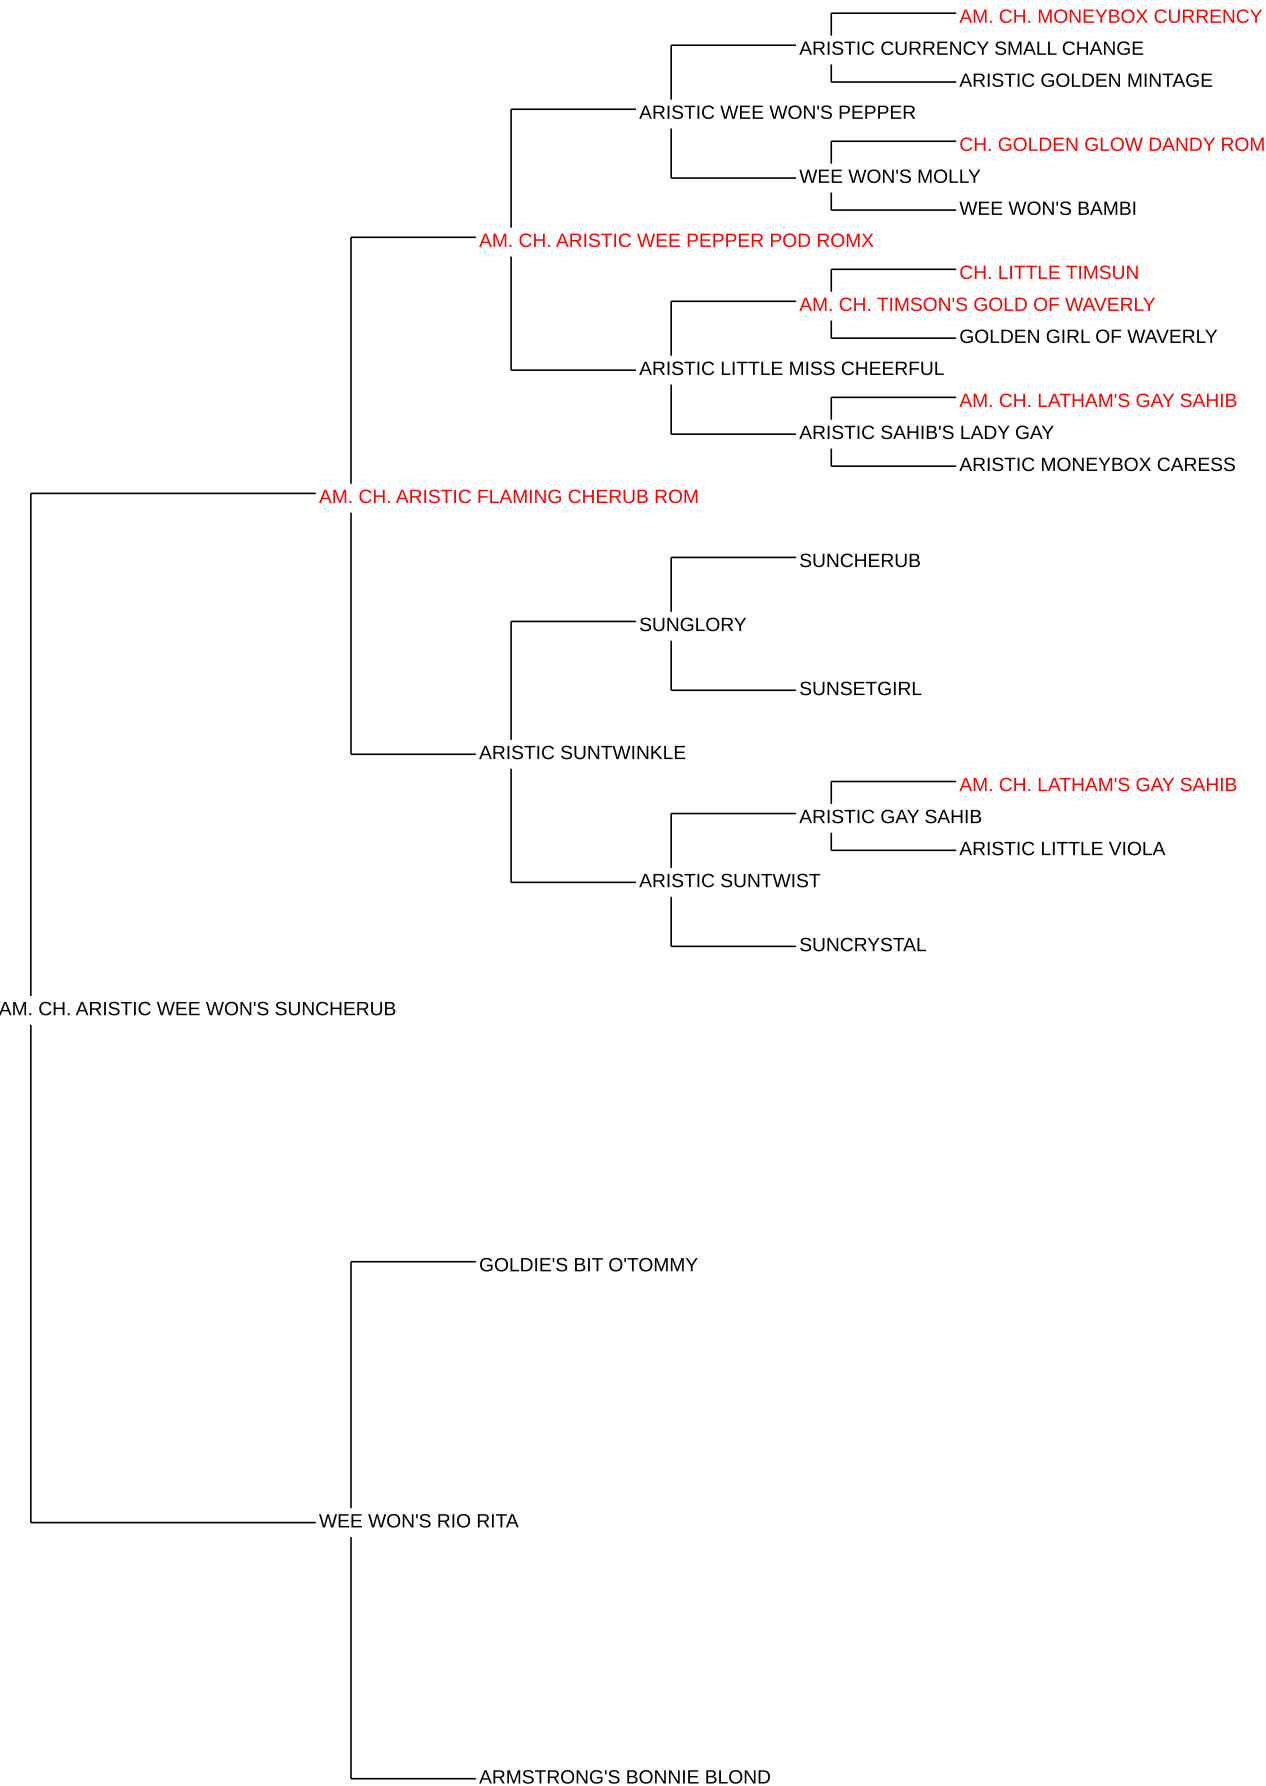 AM. CH. MONEYBOX CURRENCY
ARISTIC CURRENCY SMALL CHANGE
ARISTIC GOLDEN MINTAGE
ARISTIC WEE WON'S PEPPER
CH. GOLDEN GLOW DANDY ROM
WEE WON'S MOLLY
WEE WON'S BAMBI
AM. CH. ARISTIC WEE PEPPER POD ROMX
CH. LITTLE TIMSUN
AM. CH. TIMSON'S GOLD OF WAVERLY
GOLDEN GIRL OF WAVERLY
ARISTIC LITTLE MISS CHEERFUL
AM. CH. LATHAM'S GAY SAHIB
ARISTIC SAHIB'S LADY GAY
ARISTIC MONEYBOX CARESS
AM. CH. ARISTIC FLAMING CHERUB ROM
SUNCHERUB
SUNGLORY
SUNSETGIRL
ARISTIC SUNTWINKLE
AM. CH. LATHAM'S GAY SAHIB
ARISTIC GAY SAHIB
ARISTIC LITTLE VIOLA
ARISTIC SUNTWIST
SUNCRYSTAL
AM. CH. ARISTIC WEE WON'S SUNCHERUB
GOLDIE'S BIT O'TOMMY
WEE WON'S RIO RITA
ARMSTRONG'S BONNIE BLOND